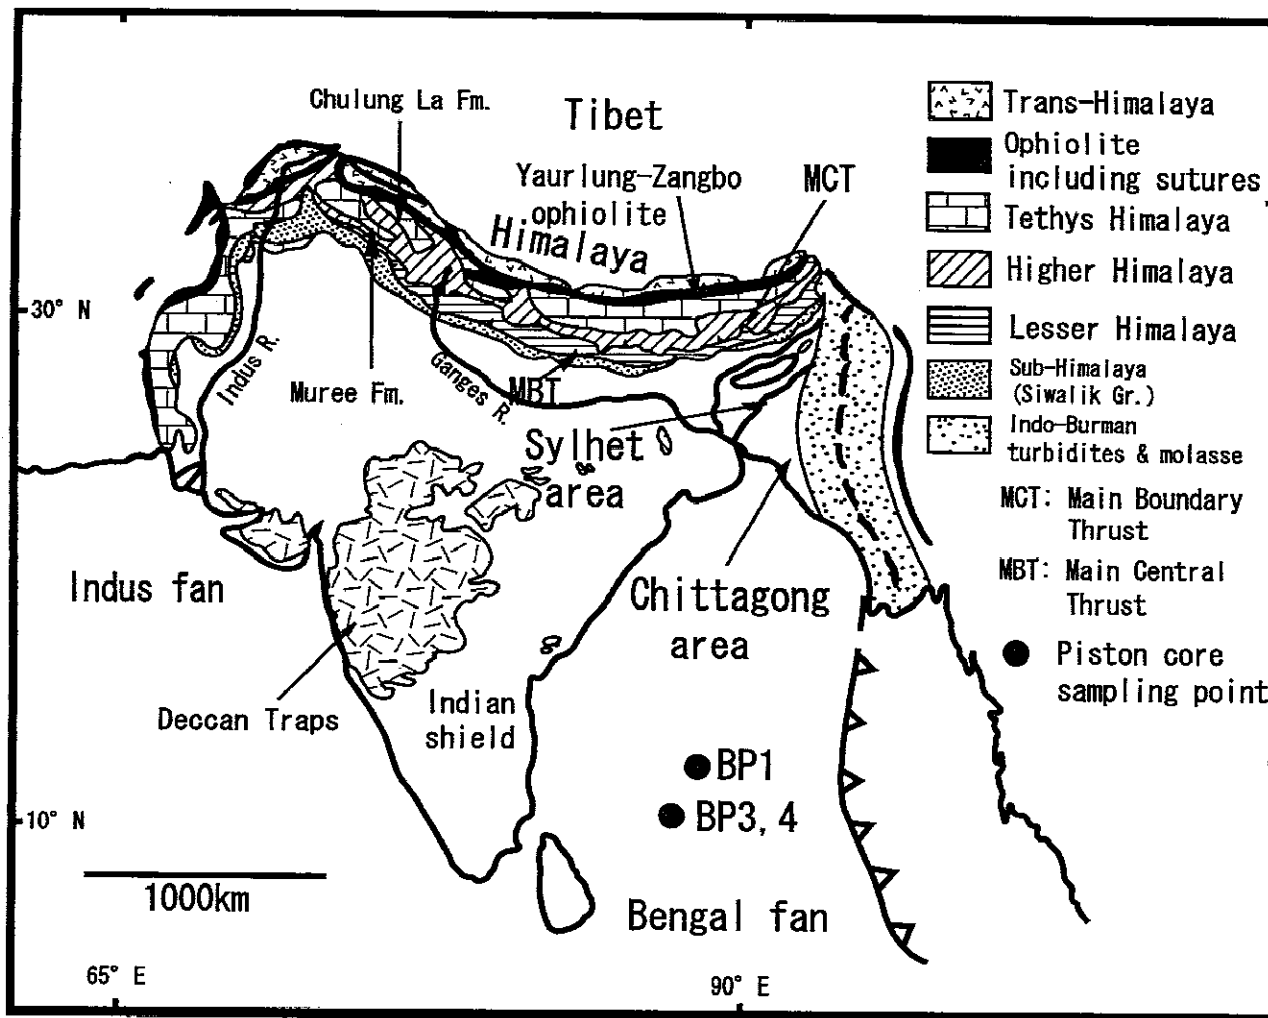 Chulung La Fm.
Tibet
Yaurlung-Zangbo
ophiolite
MCT
Himalaya
30° N
Indus R.
Muree Fm.
Ganges R.
MBT
Sylhet
area
Indus fan
Chittagong
area
Deccan Traps
Indian
shield
BP1
BP3, 4
10° N
1000km
Bengal fan
65° E
90° E
Trans-Himalaya
Ophiolite
including sutures
Tethys Himalaya
Higher Himalaya
Lesser Himalaya
Sub-Himalaya
(Siwalik Gr.)
Indo-Burman
turbidites & molasse
MCT: Main Boundary
Thrust
MBT: Main Central
Thrust
Piston core
sampling point